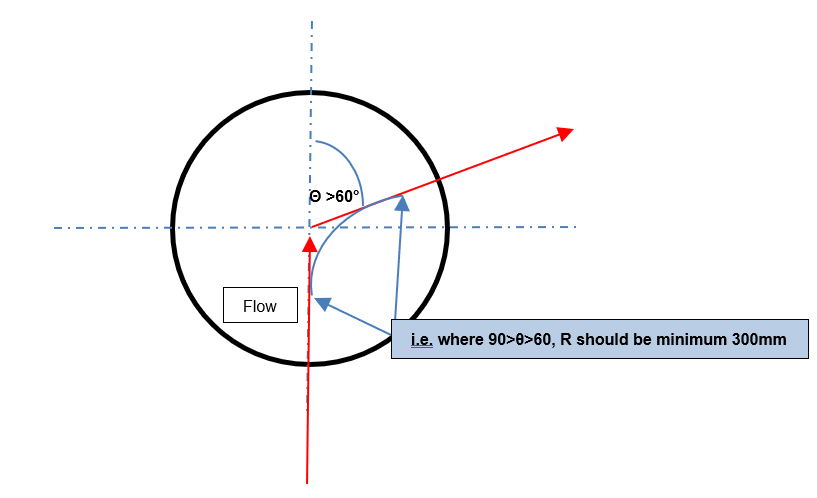 Θ >60°
Flow
i.e. where 90>θ>60, R should be minimum 300mm